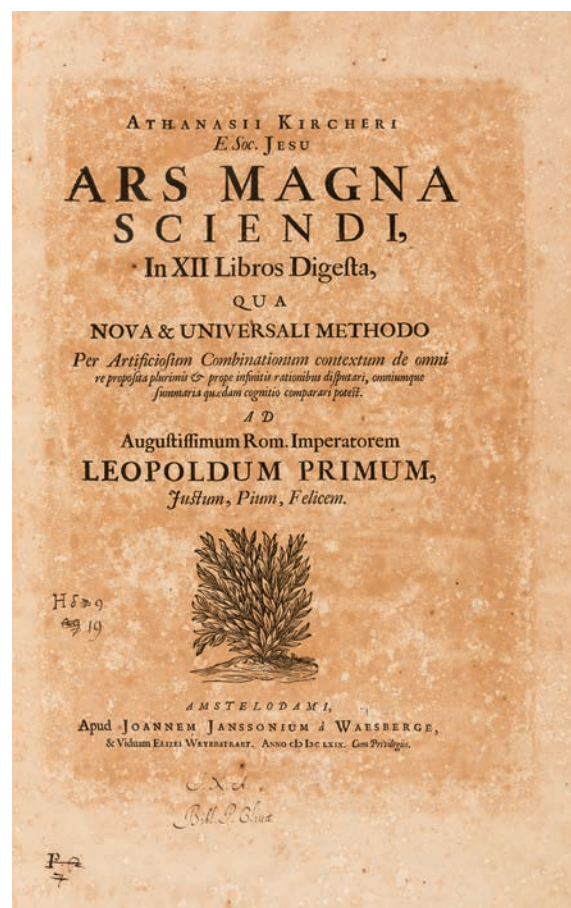 ATHANASII KIRCHERI
E Soc. JESU
ARS MAGNA
SCIENDI,
In XII Libros Digeſta,
QUA
NOVA & UNIVERSALI METHODO
Per Artificioſum Combinationum contextum de omni
re propoſita plurimis & prope infinitis rationibus diſputari, omniumque
ſummaria quædam cognitio comparari poteſt.
AD
Auguſtiſſimum Rom. Imperatorem
LEOPOLDUM PRIMUM,
Juſtum, Pium, Felicem.
19
AMSTELODAMI,
Apud JOANNEM JANSSONIUM à WAESBERGE,
& Viduam ELIZEI WEYERSTRAET. ANNO cIɔ Iɔc LXIX. Cum Privilegiis.
Bibl. P.
P
7